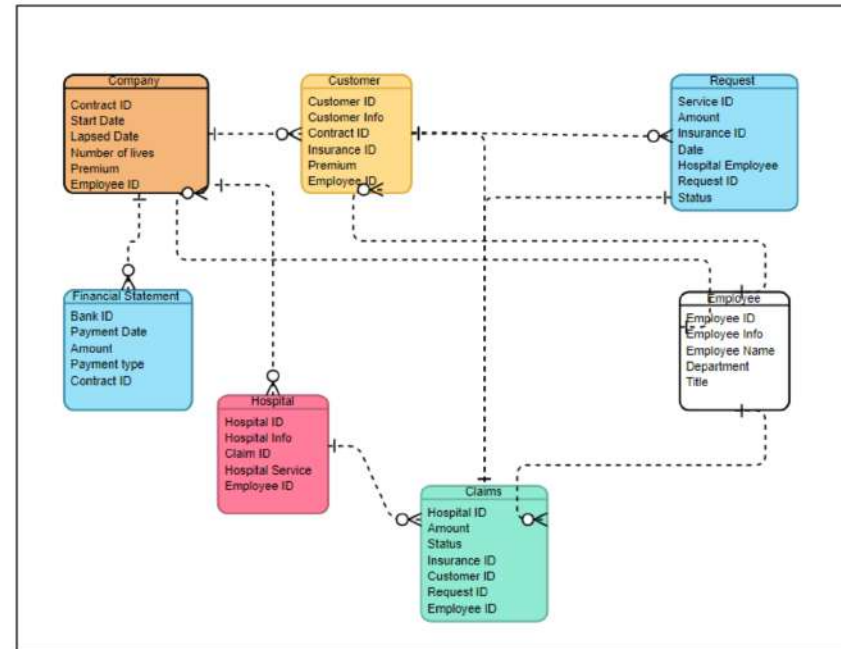 Company
Contract ID
Start Date
Lapsed Date
Number of lives
Premium
Employee ID
Customer
Customer ID
Customer Info
Contract ID
Insurance ID
Premium
Employee ID
Request
Service ID
Amount
Insurance ID
Date
Hospital Employee
Request ID
Status
Financial Statement
Bank ID
Payment Date
Amount
Payment type
Contract ID
Employee
Employee ID
Employee Info
Employee Name
Department
Title
Hospital
Hospital ID
Hospital Info
Claim ID
Hospital Service
Employee ID
Claims
Hospital ID
Amount
Status
Insurance ID
Customer ID
Request ID
Employee ID